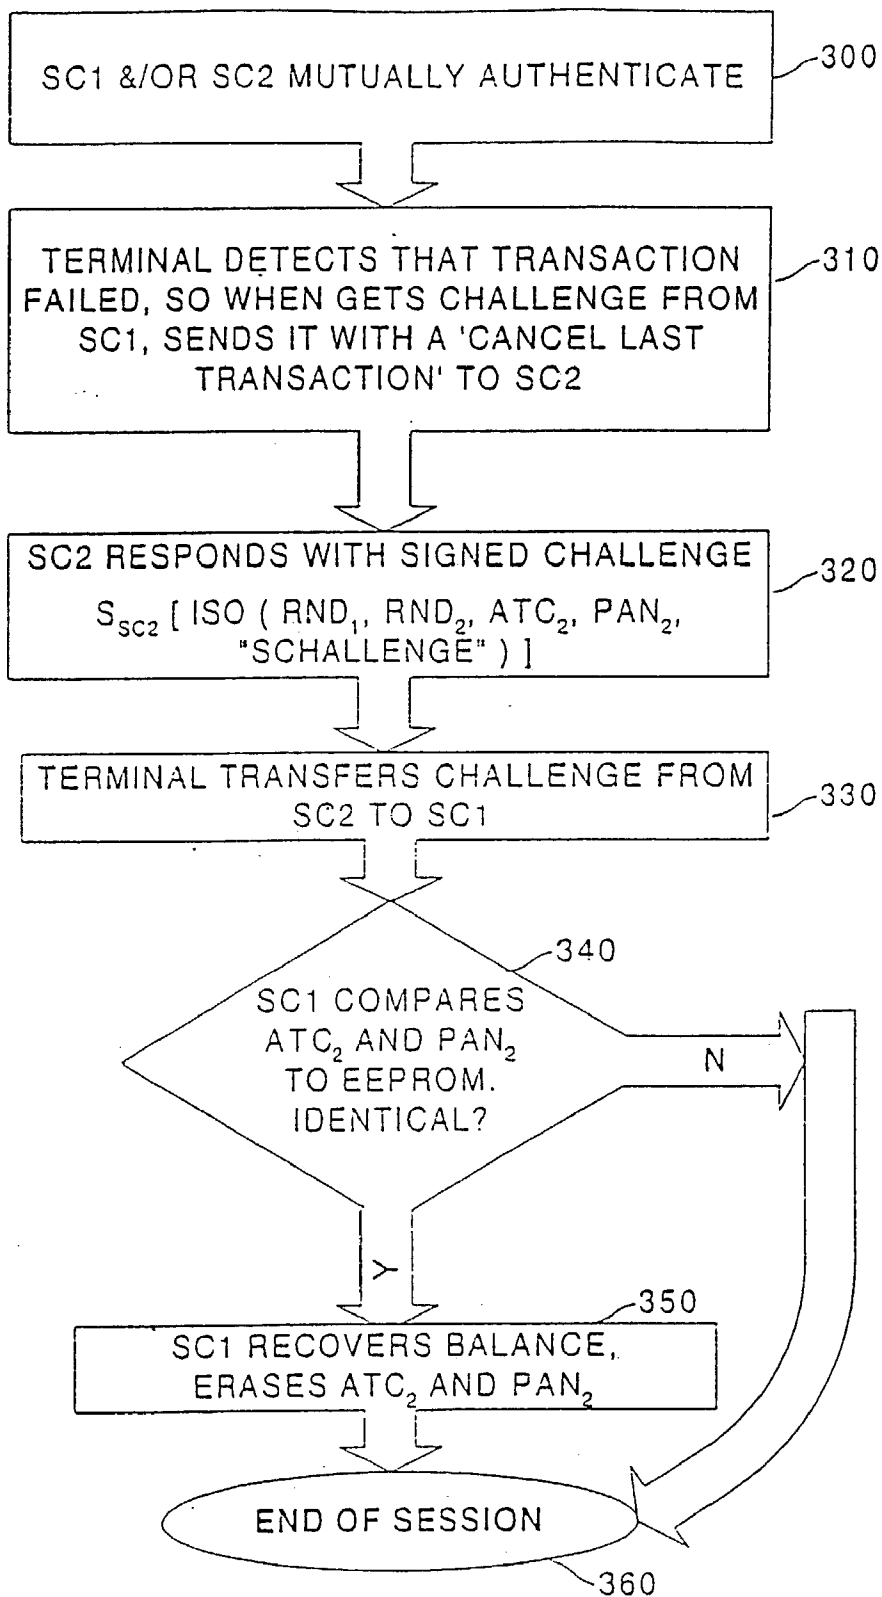 SC1 &/OR SC2 MUTUALLY AUTHENTICATE
300
TERMINAL DETECTS THAT TRANSACTION
FAILED, SO WHEN GETS CHALLENGE FROM
SC1, SENDS IT WITH A 'CANCEL LAST
TRANSACTION' TO SC2
310
SC2 RESPONDS WITH SIGNED CHALLENGE
S_SC2 [ ISO ( RND₁, RND₂, ATC₂, PAN₂,
"SCHALLENGE" ) ]
320
TERMINAL TRANSFERS CHALLENGE FROM
SC2 TO SC1
330
340
SC1 COMPARES
ATC₂ AND PAN₂
TO EEPROM.
IDENTICAL?
N
Y
350
SC1 RECOVERS BALANCE,
ERASES ATC₂ AND PAN₂
END OF SESSION
360